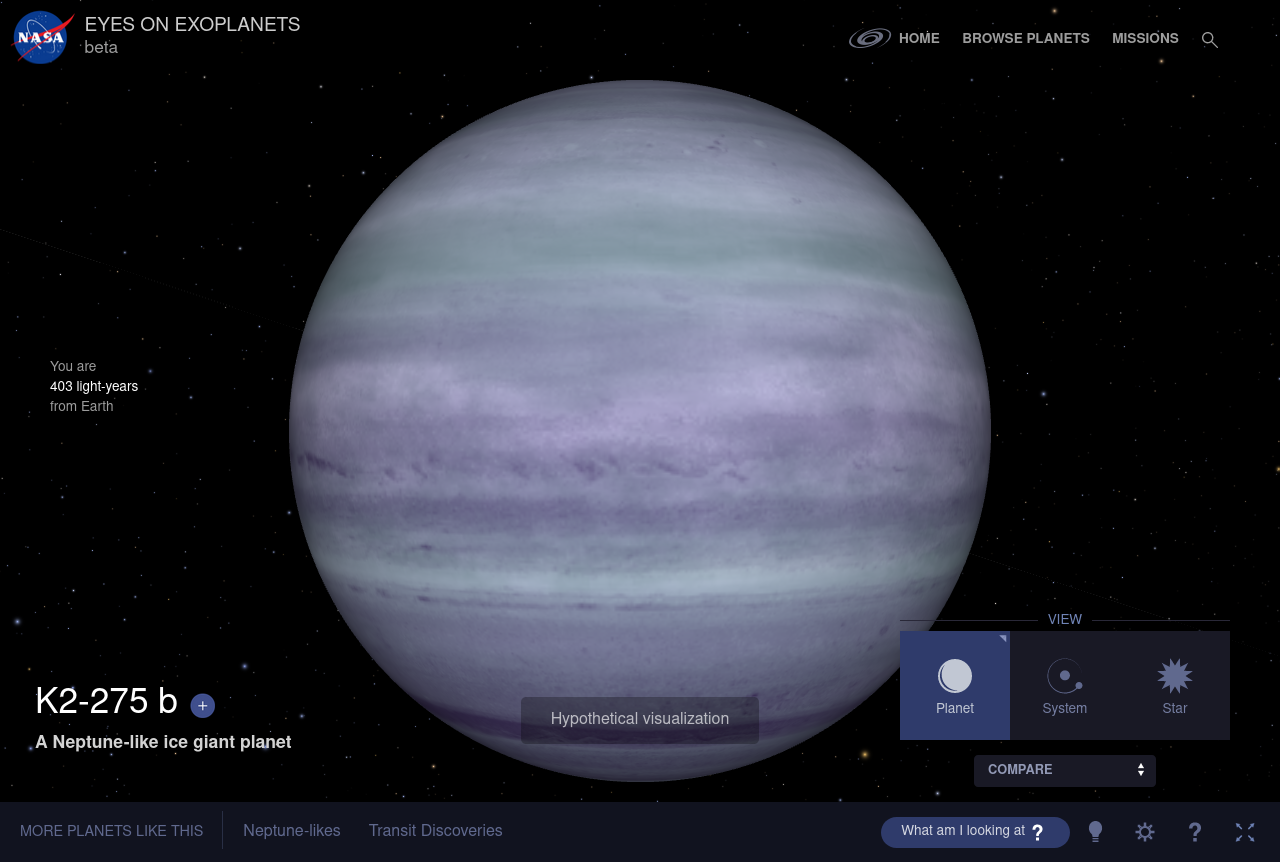 NASA
EYES ON EXOPLANETS
beta
HOME
BROWSE PLANETS
MISSIONS
You are
403 light-years
from Earth
VIEW
Planet
System
Star
K2-275 b +
A Neptune-like ice giant planet
Hypothetical visualization
COMPARE
MORE PLANETS LIKE THIS
Neptune-likes
Transit Discoveries
What am I looking at ?
?